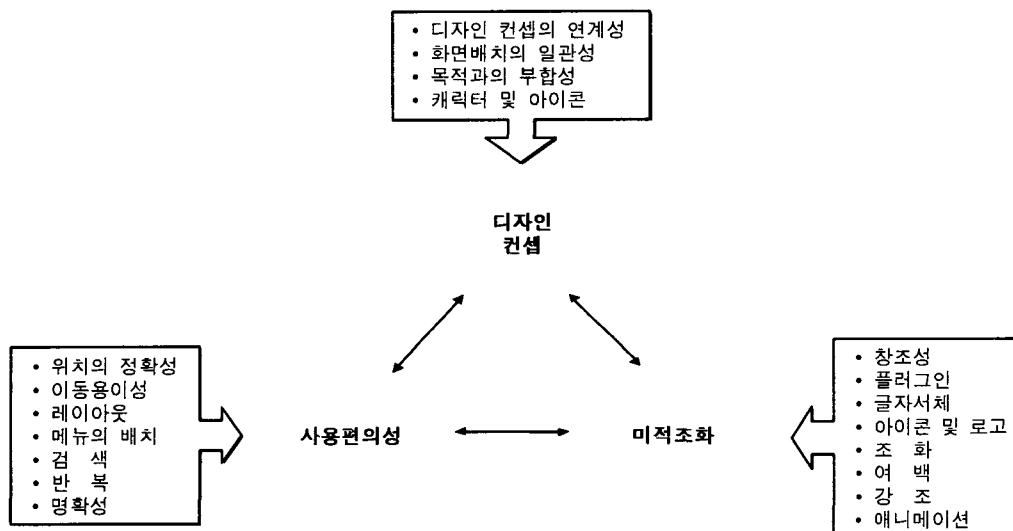 • 디자인 컨셉의 연계성
• 화면배치의 일관성
• 목적과의 부합성
• 캐릭터 및 아이콘
디자인
컨셉
• 위치의 정확성
• 이동용이성
• 레이아웃
• 메뉴의 배치
• 검 색
• 반 복
• 명확성
사용편의성
미적조화
• 창조성
• 플러그인
• 글자서체
• 아이콘 및 로고
• 조 화
• 여 백
• 강 조
• 애니메이션